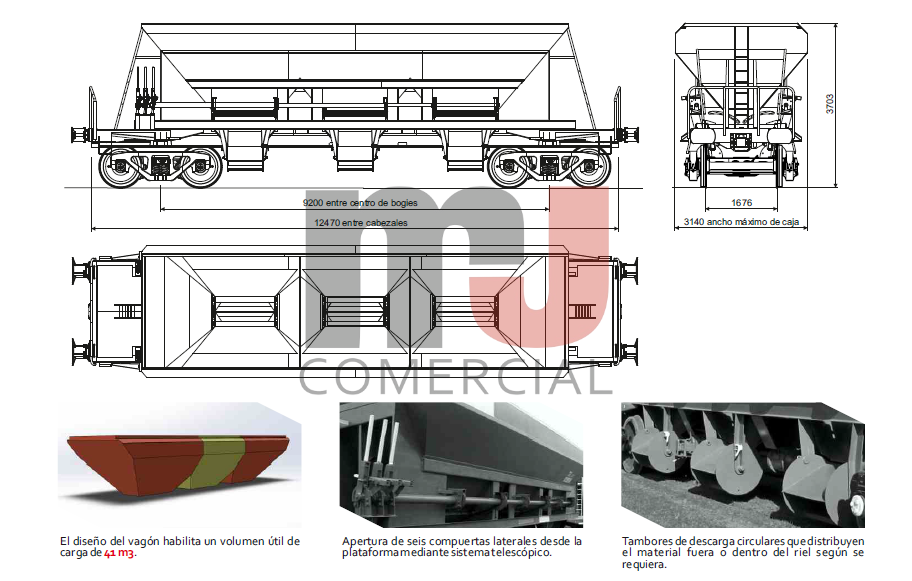 3703
9200 entre centro de bogies
12470 entre cabezales
1676
3140 ancho máximo de caja
mJ
COMERCIAL
El diseño del vagón habilita un volumen útil de
carga de 41 m3.
Apertura de seis compuertas laterales desde la
plataforma mediante sistema telescópico.
Tambores de descarga circulares que distribuyen
el material fuera o dentro del riel según se
requiera.